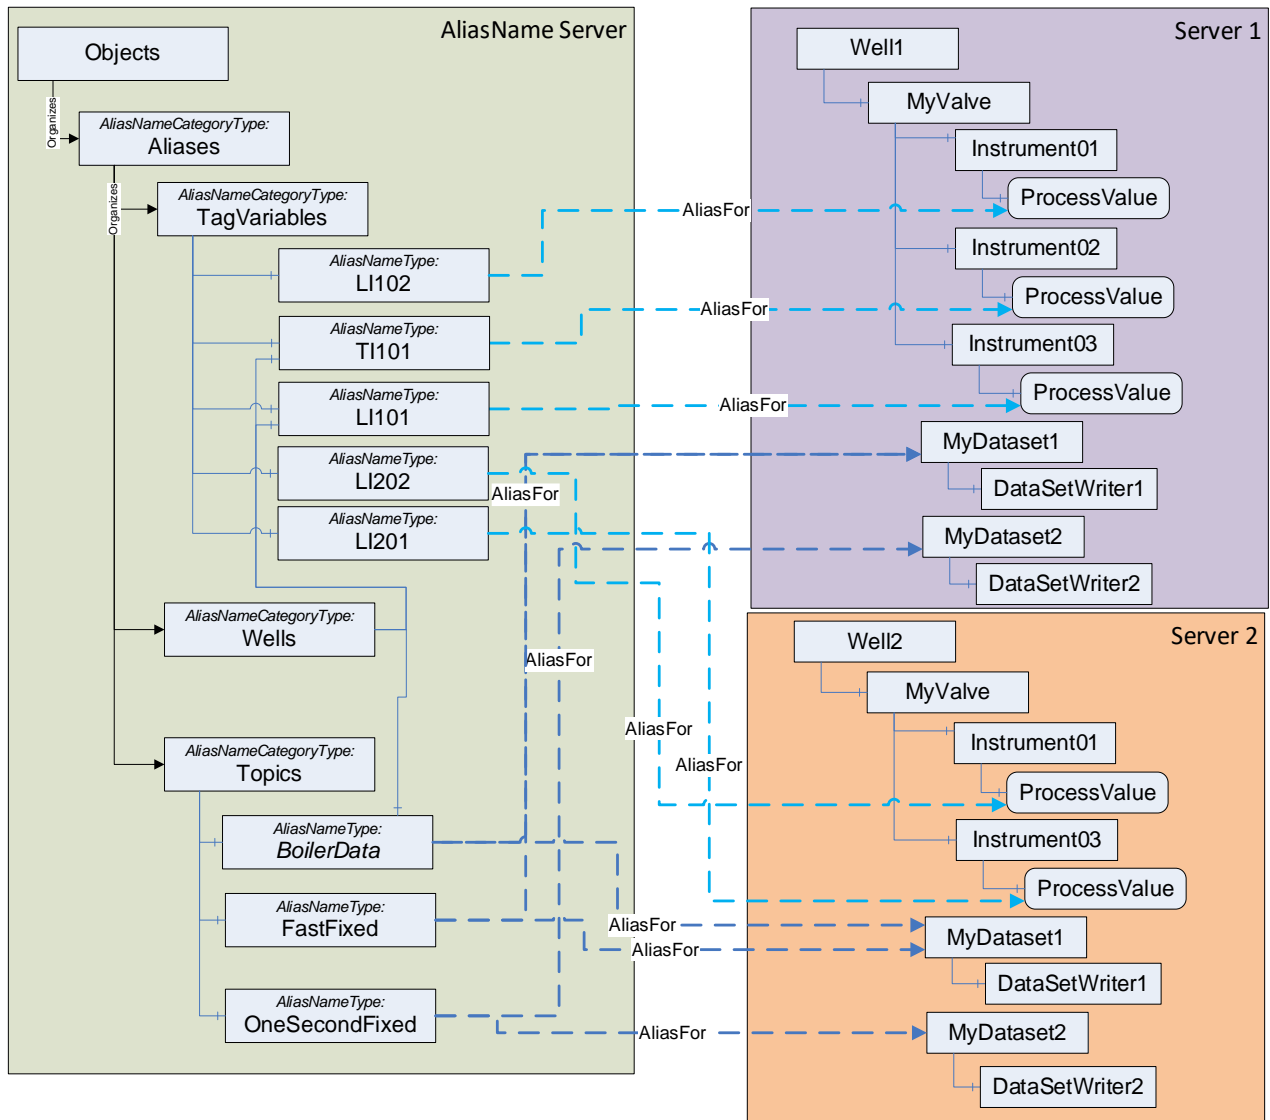 AliasName Server
Objects
Organizes
AliasNameCategoryType:
Aliases
Organizes
AliasNameCategoryType:
TagVariables
AliasNameType:
LI102
AliasNameType:
TI101
AliasNameType:
LI101
AliasNameType:
LI202
AliasNameType:
LI201
AliasNameCategoryType:
Wells
AliasNameCategoryType:
Topics
AliasNameType:
BoilerData
AliasNameType:
FastFixed
AliasNameType:
OneSecondFixed
AliasFor
AliasFor
AliasFor
AliasFor
AliasFor
AliasFor
AliasFor
AliasFor
AliasFor
AliasFor
Server 1
Well1
MyValve
Instrument01
ProcessValue
Instrument02
ProcessValue
Instrument03
ProcessValue
MyDataset1
DataSetWriter1
MyDataset2
DataSetWriter2
Server 2
Well2
MyValve
Instrument01
ProcessValue
Instrument03
ProcessValue
MyDataset1
DataSetWriter1
MyDataset2
DataSetWriter2